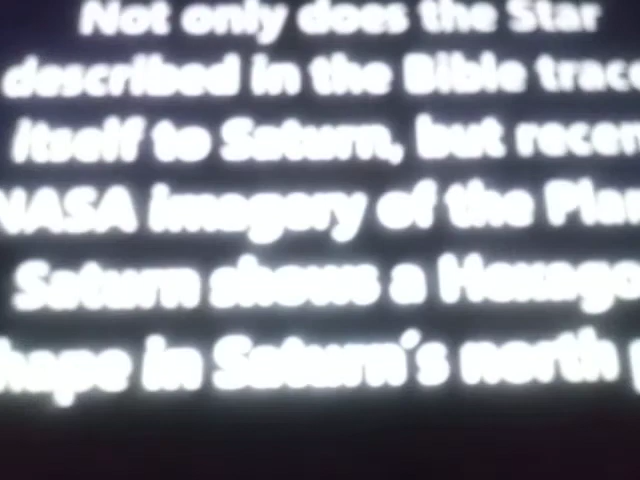 Not only does the Star
described in the Bible trace
itself to Saturn, but recen
NASA imagery of the Plan
Saturn shows a Hexago
hape in Saturn's north p